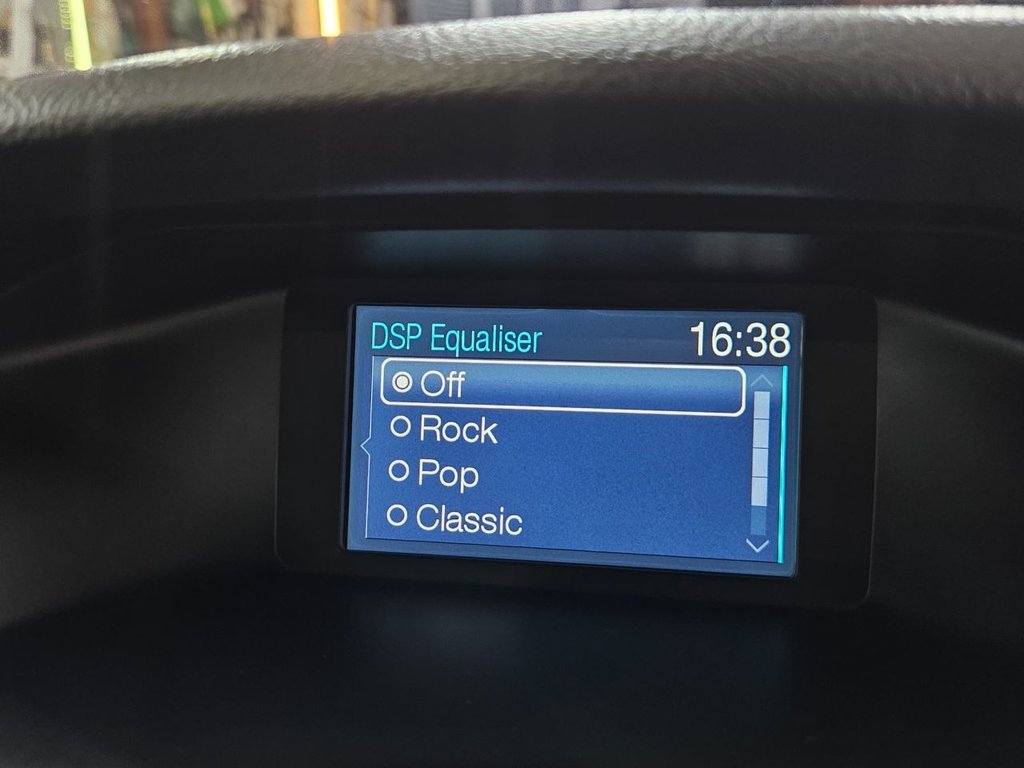 DSP Equaliser 16:38
Off
Rock
Pop
Classic